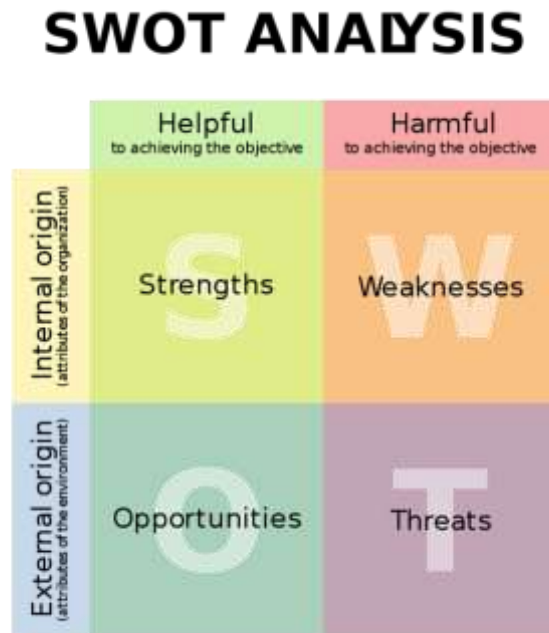 SWOT ANALYSIS
Helpful
to achieving the objective
Harmful
to achieving the objective
Internal origin
(attributes of the organization)
S
Strengths
W
Weaknesses
External origin
(attributes of the environment)
O
Opportunities
T
Threats